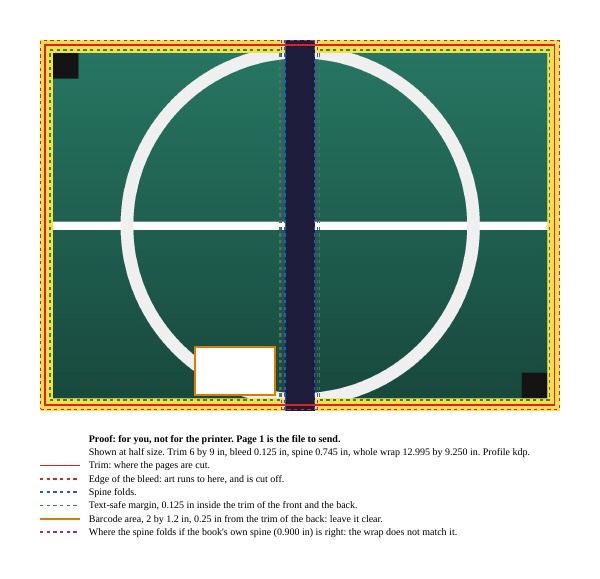 Proof: for you, not for the printer. Page 1 is the file to send.
Shown at half size. Trim 6 by 9 in, bleed 0.125 in, spine 0.745 in, whole wrap 12.995 by 9.250 in. Profile kdp.
Trim: where the pages are cut.
Edge of the bleed: art runs to here, and is cut off.
Spine folds.
Text-safe margin, 0.125 in inside the trim of the front and the back.
Barcode area, 2 by 1.2 in, 0.25 in from the trim of the back: leave it clear.
Where the spine folds if the book's own spine (0.900 in) is right: the wrap does not match it.